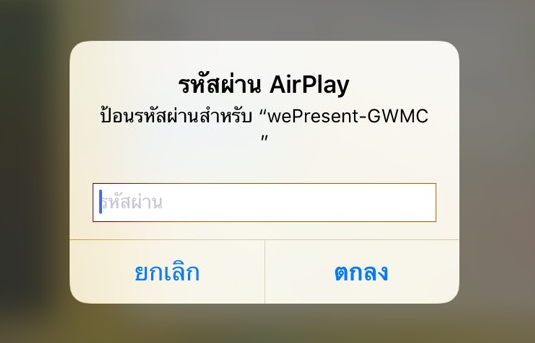 รหัสผ่าน AirPlay
ป้อนรหัสผ่านสำหรับ “wePresent-GWMC
”
รหัสผ่าน
ยกเลิก
ตกลง